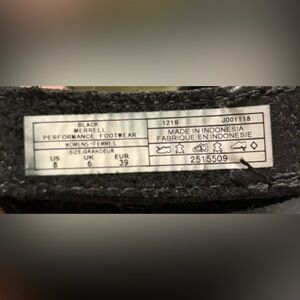 BLACK
MERRELL
PERFORMANCE FOOTWEAR
WOMENS-FEMMES
SIZE-GRANDEUR
US UK EUR
8 6 39
1219 J001118
MADE IN INDONESIA
FABRIQUE EN INDONESIE
2515509